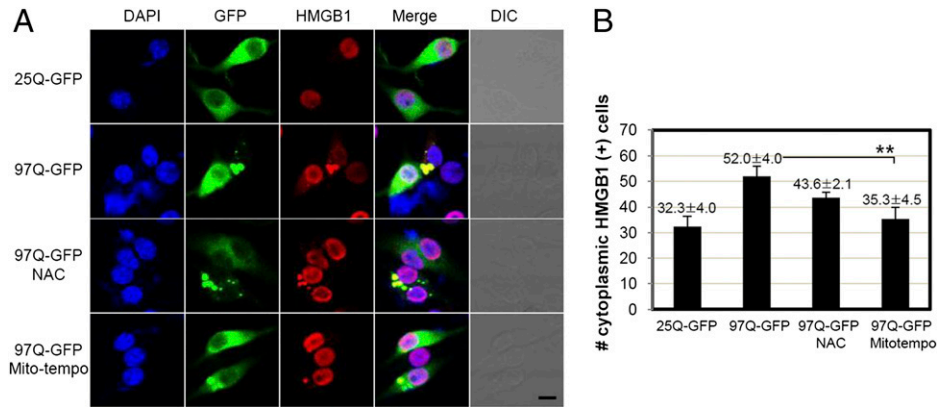 A
DAPI GFP HMGB1 Merge DIC
25Q-GFP
97Q-GFP
97Q-GFP
NAC
97Q-GFP
Mito-tempo
B
# cytoplasmic HMGB1 (+) cells
70
60
50
40
30
20
10
0
32.3±4.0
52.0±4.0
43.6±2.1
35.3±4.5
**
25Q-GFP 97Q-GFP 97Q-GFP 97Q-GFP
NAC Mitotempo